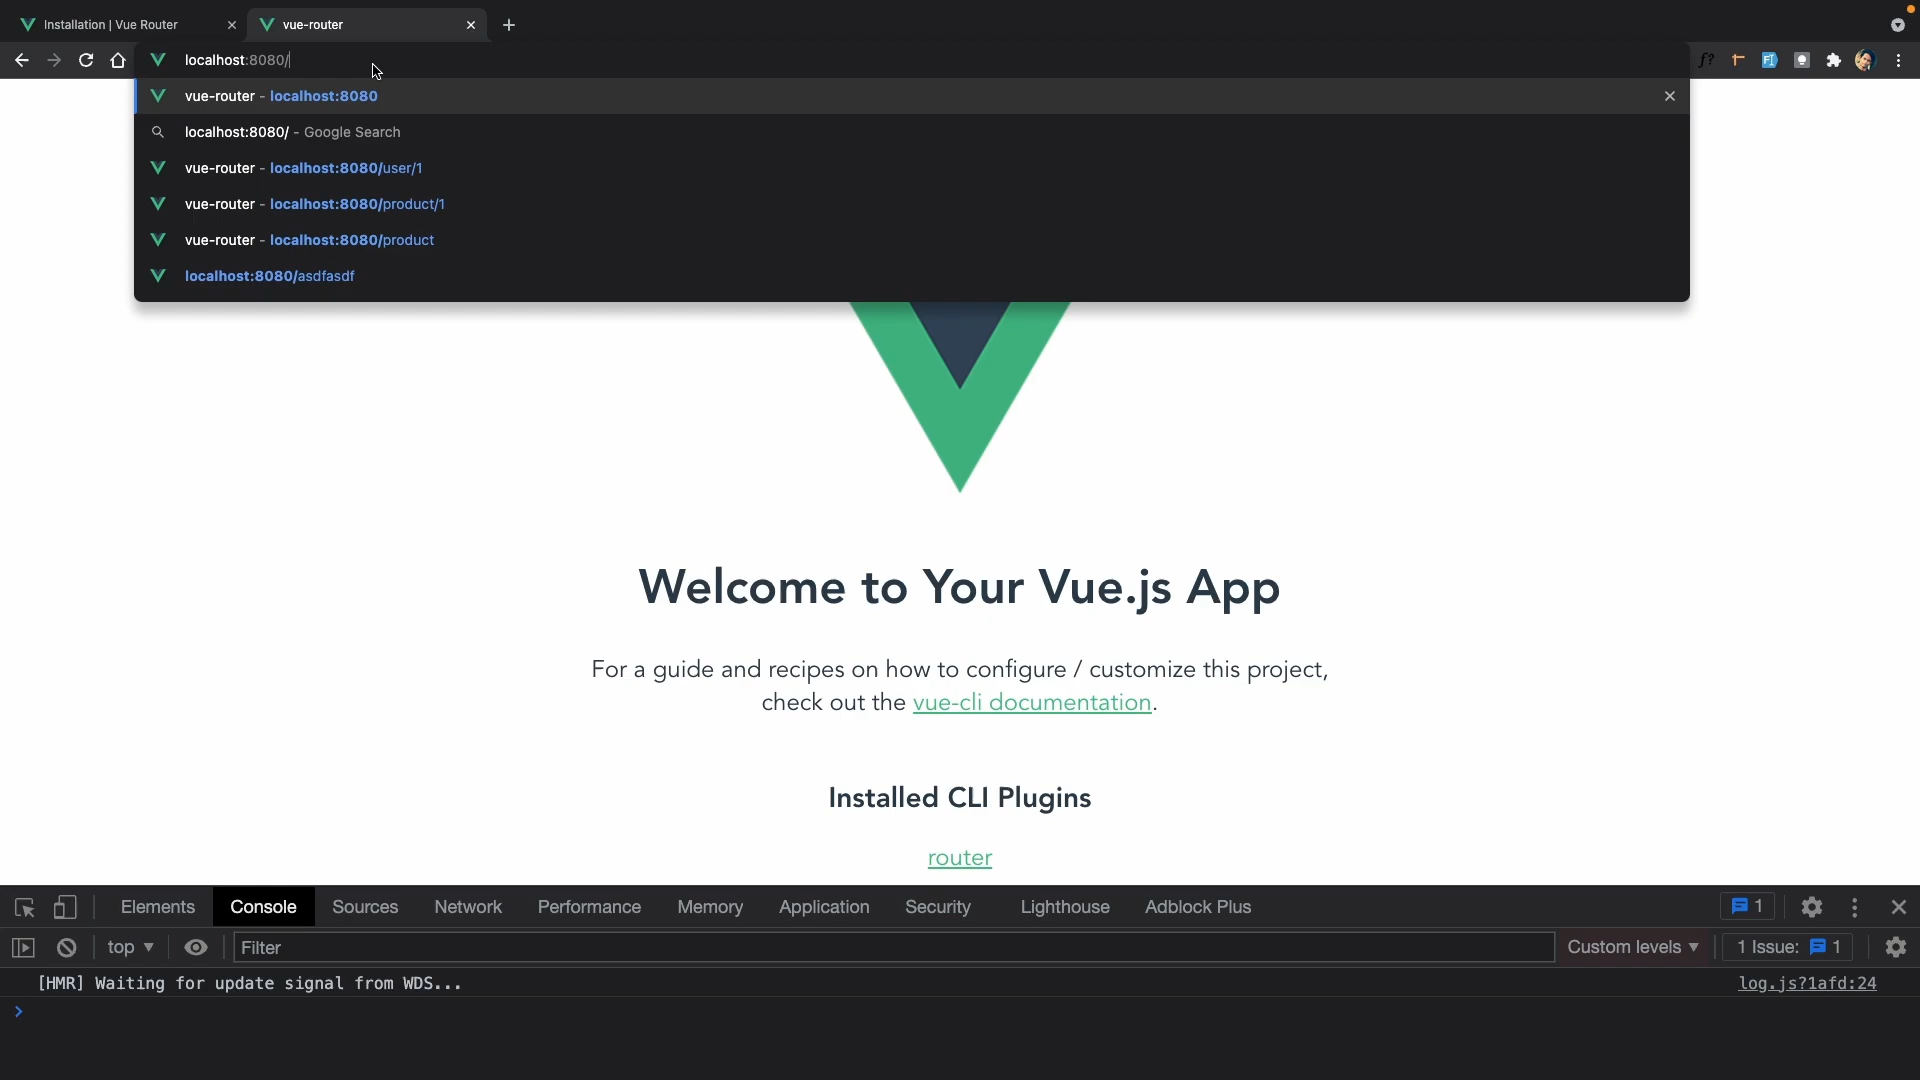 Installation | Vue Router
vue-router
localhost:8080/
vue-router - localhost:8080
localhost:8080/ - Google Search
vue-router - localhost:8080/user/1
vue-router - localhost:8080/product/1
vue-router - localhost:8080/product
localhost:8080/asdfasdf
Welcome to Your Vue.js App
For a guide and recipes on how to configure / customize this project,
check out the vue-cli documentation.
Installed CLI Plugins
router
Elements Console Sources Network Performance Memory Application Security Lighthouse Adblock Plus 1
top Filter Custom levels 1 Issue: 1
[HMR] Waiting for update signal from WDS... log.js?1afd:24